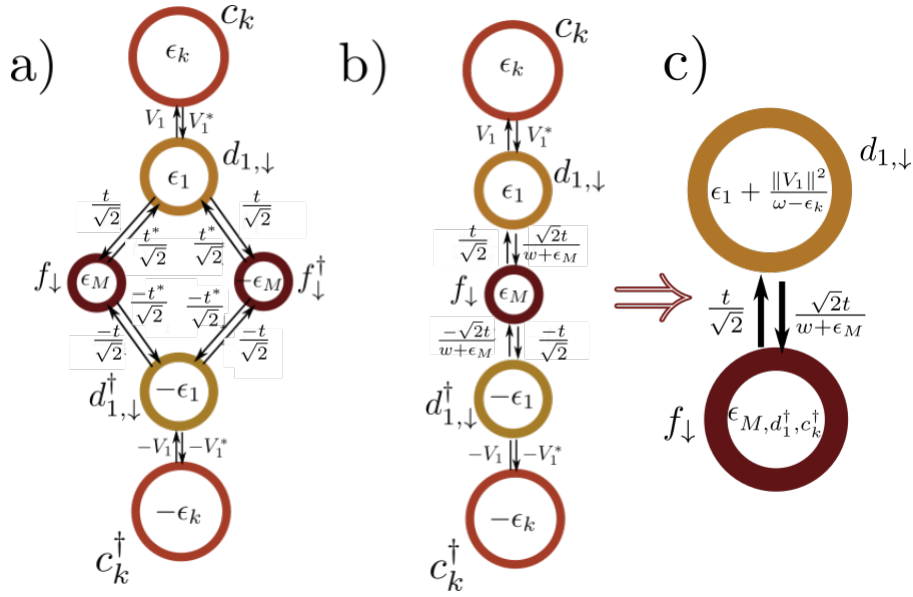 a)
c_k
ϵ_k
V_1 V_1^*
d_{1,↓}
ϵ_1
t/√2 t/√2
t^*/√2 t^*/√2
f_↓ ϵ_M -ϵ_M f_↓^†
-t^*/√2 -t^*/√2
-t/√2 -t/√2
d_{1,↓}^† -ϵ_1
-V_1 -V_1^*
-ϵ_k
c_k^†
b)
c_k
ϵ_k
V_1 V_1^*
d_{1,↓}
ϵ_1
t/√2 √2t/(w+ϵ_M)
f_↓ ϵ_M
-√2t/(w+ϵ_M) -t/√2
d_{1,↓}^† -ϵ_1
-V_1 -V_1^*
-ϵ_k
c_k^†
c)
d_{1,↓}
ϵ_1 + ‖V_1‖^2/(ω-ϵ_k)
t/√2 √2t/(w+ϵ_M)
f_↓ ϵ_{M,d_1^†,c_k^†}